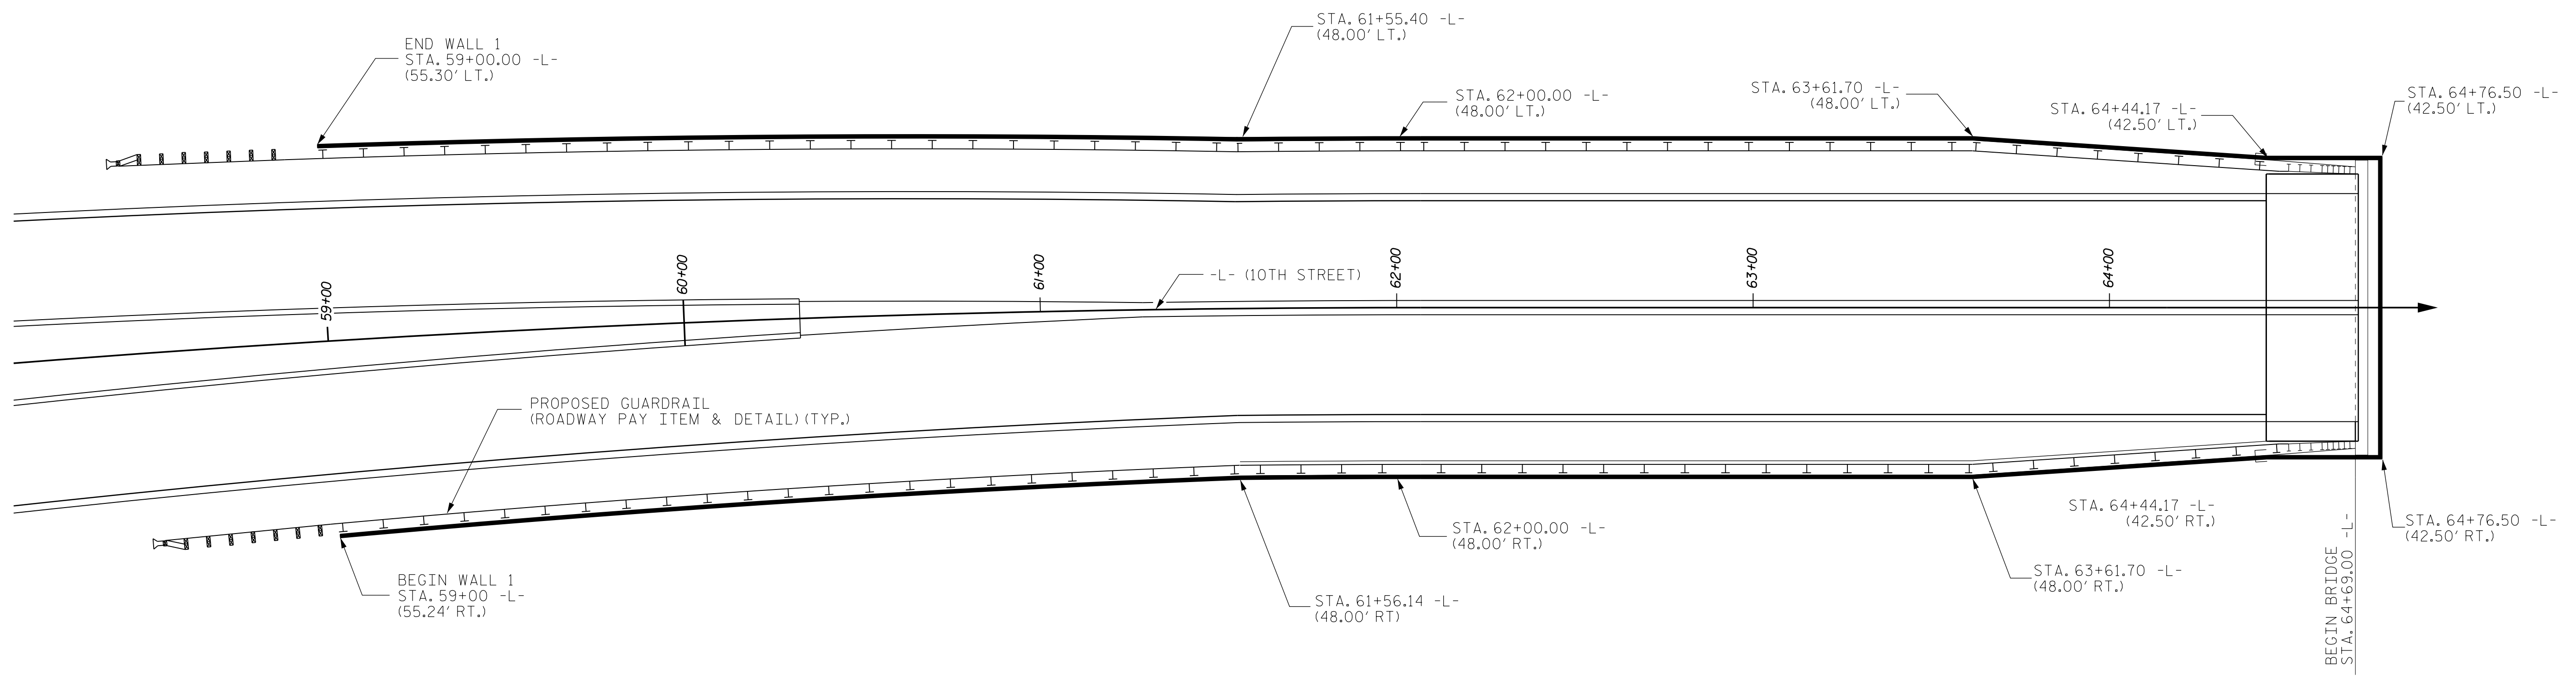 END WALL 1
STA. 59+00.00 -L-
(55.30' LT.)
STA. 61+55.40 -L-
(48.00' LT.)
STA. 62+00.00 -L-
(48.00' LT.)
STA. 63+61.70 -L-
(48.00' LT.)
STA. 64+44.17 -L-
(42.50' LT.)
STA. 64+76.50 -L-
(42.50' LT.)
59+00
60+00
61+00
62+00
63+00
64+00
-L- (10TH STREET)
PROPOSED GUARDRAIL
(ROADWAY PAY ITEM & DETAIL) (TYP.)
BEGIN WALL 1
STA. 59+00 -L-
(55.24' RT.)
STA. 61+56.14 -L-
(48.00' RT)
STA. 62+00.00 -L-
(48.00' RT.)
STA. 63+61.70 -L-
(48.00' RT.)
STA. 64+44.17 -L-
(42.50' RT.)
BEGIN BRIDGE
STA. 64+69.00 -L-
STA. 64+76.50 -L-
(42.50' RT.)